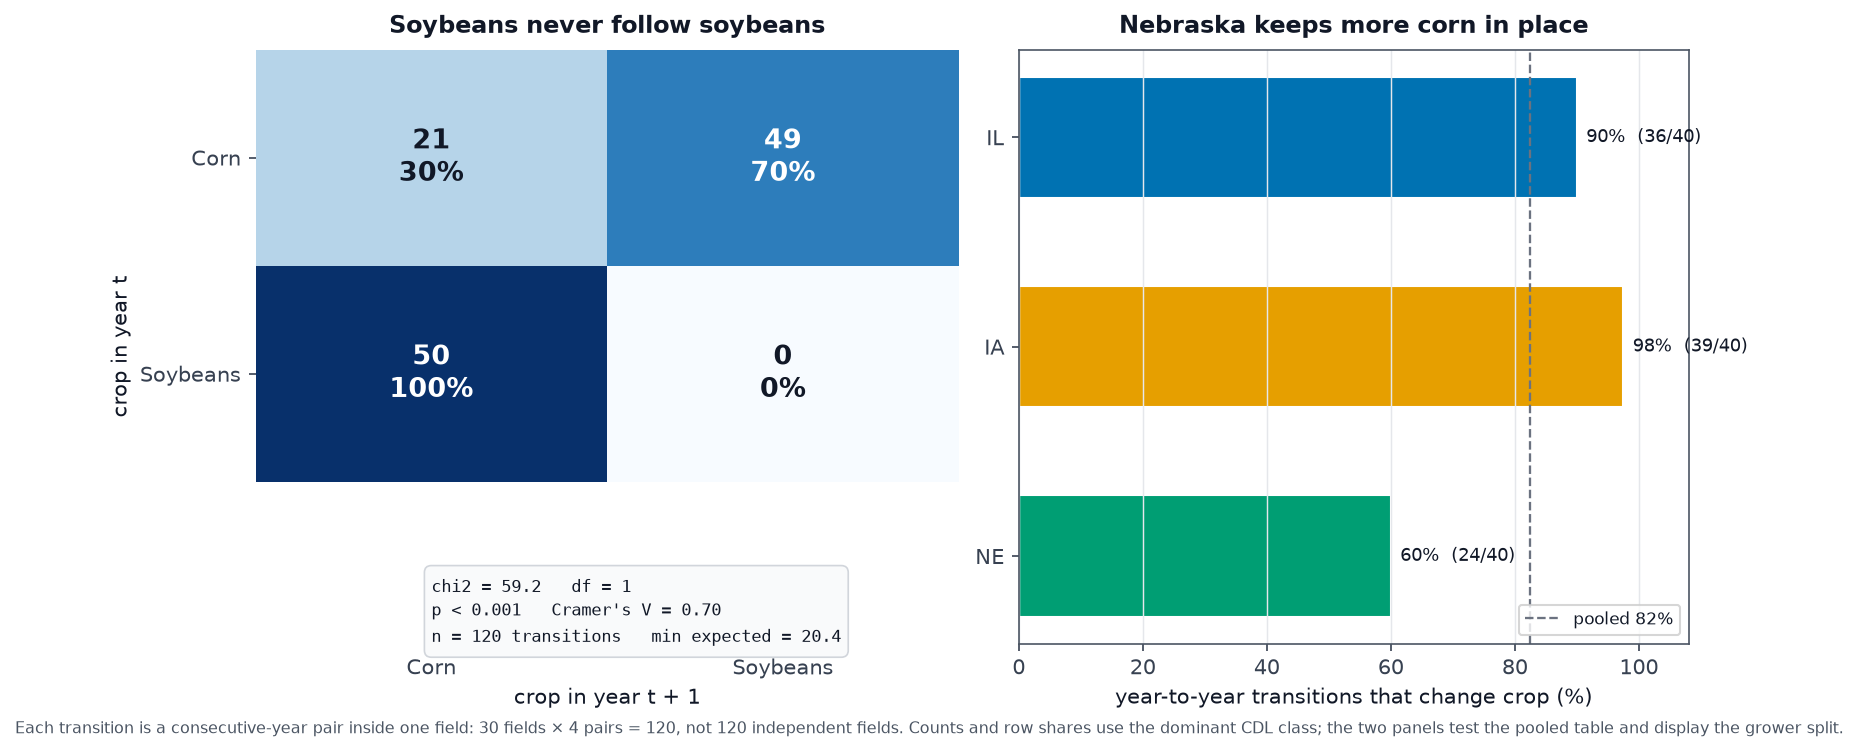 Soybeans never follow soybeans
crop in year t
Corn
Soybeans
21
30%
49
70%
50
100%
0
0%
chi2 = 59.2   df = 1
p < 0.001   Cramer's V = 0.70
n = 120 transitions   min expected = 20.4
Corn
Soybeans
crop in year t + 1
Nebraska keeps more corn in place
IL
90%  (36/40)
IA
98%  (39/40)
NE
60%  (24/40)
pooled 82%
0
20
40
60
80
100
year-to-year transitions that change crop (%)
Each transition is a consecutive-year pair inside one field: 30 fields × 4 pairs = 120, not 120 independent fields. Counts and row shares use the dominant CDL class; the two panels test the pooled table and display the grower split.